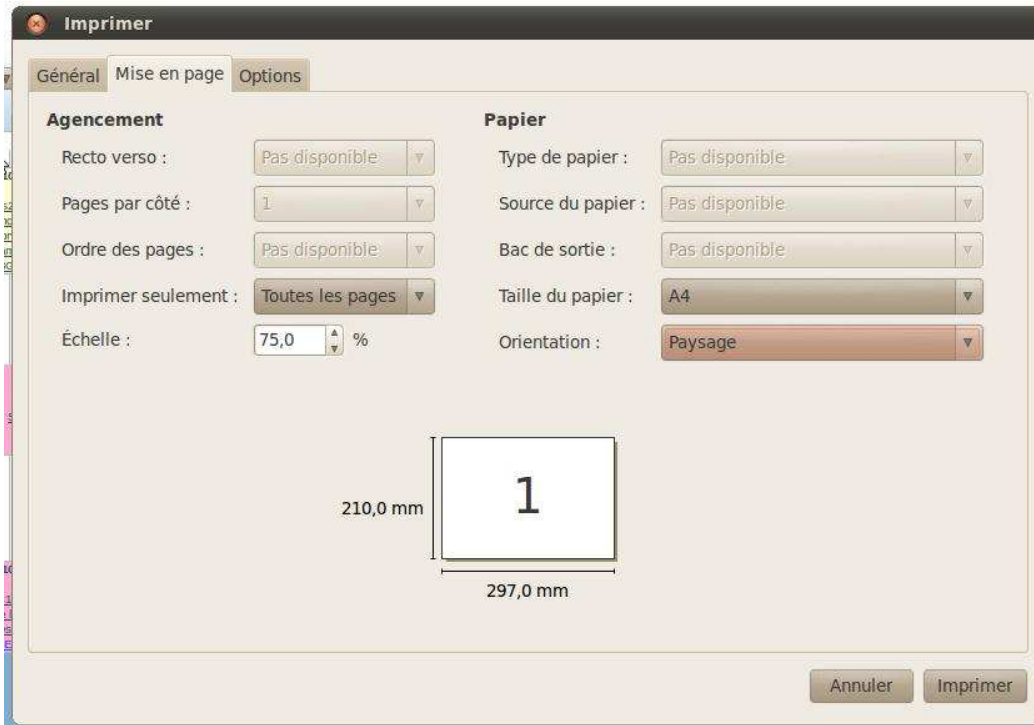 Imprimer
Général Mise en page Options
Agencement
Recto verso : Pas disponible
Pages par côté : 1
Ordre des pages : Pas disponible
Imprimer seulement : Toutes les pages
Échelle : 75,0 %
Papier
Type de papier : Pas disponible
Source du papier : Pas disponible
Bac de sortie : Pas disponible
Taille du papier : A4
Orientation : Paysage
1
210,0 mm
297,0 mm
Annuler Imprimer